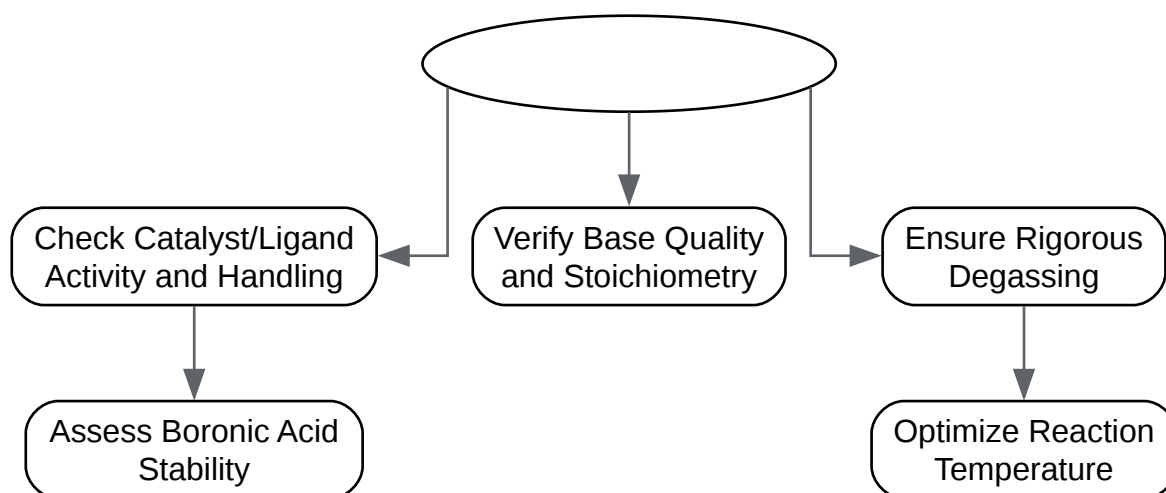 Check Catalyst/Ligand
Activity and Handling
Verify Base Quality
and Stoichiometry
Ensure Rigorous
Degassing
Assess Boronic Acid
Stability
Optimize Reaction
Temperature